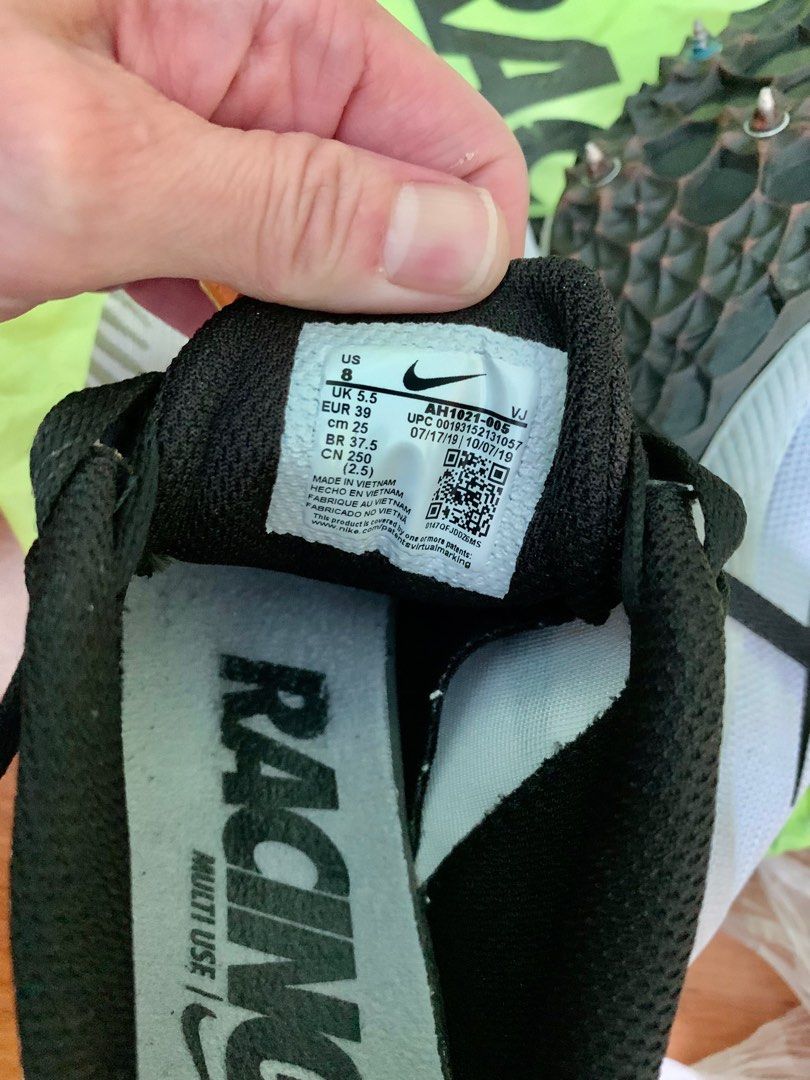 RAC
US
8
UK 5.5
EUR 39
cm 25
BR 37.5
CN 250
(2.5)
VJ
AH1021-005
UPC 00193152131057
07/17/19 | 10/07/19
MADE IN VIETNAM
HECHO EN VIETNAM
FABRIQUE AU VIETNAM
FABRICADO NO VIETNÃ
This product is covered by one or more patents:
www.nike.com/patentsvirtualmarking
RACING
MULTI USE |